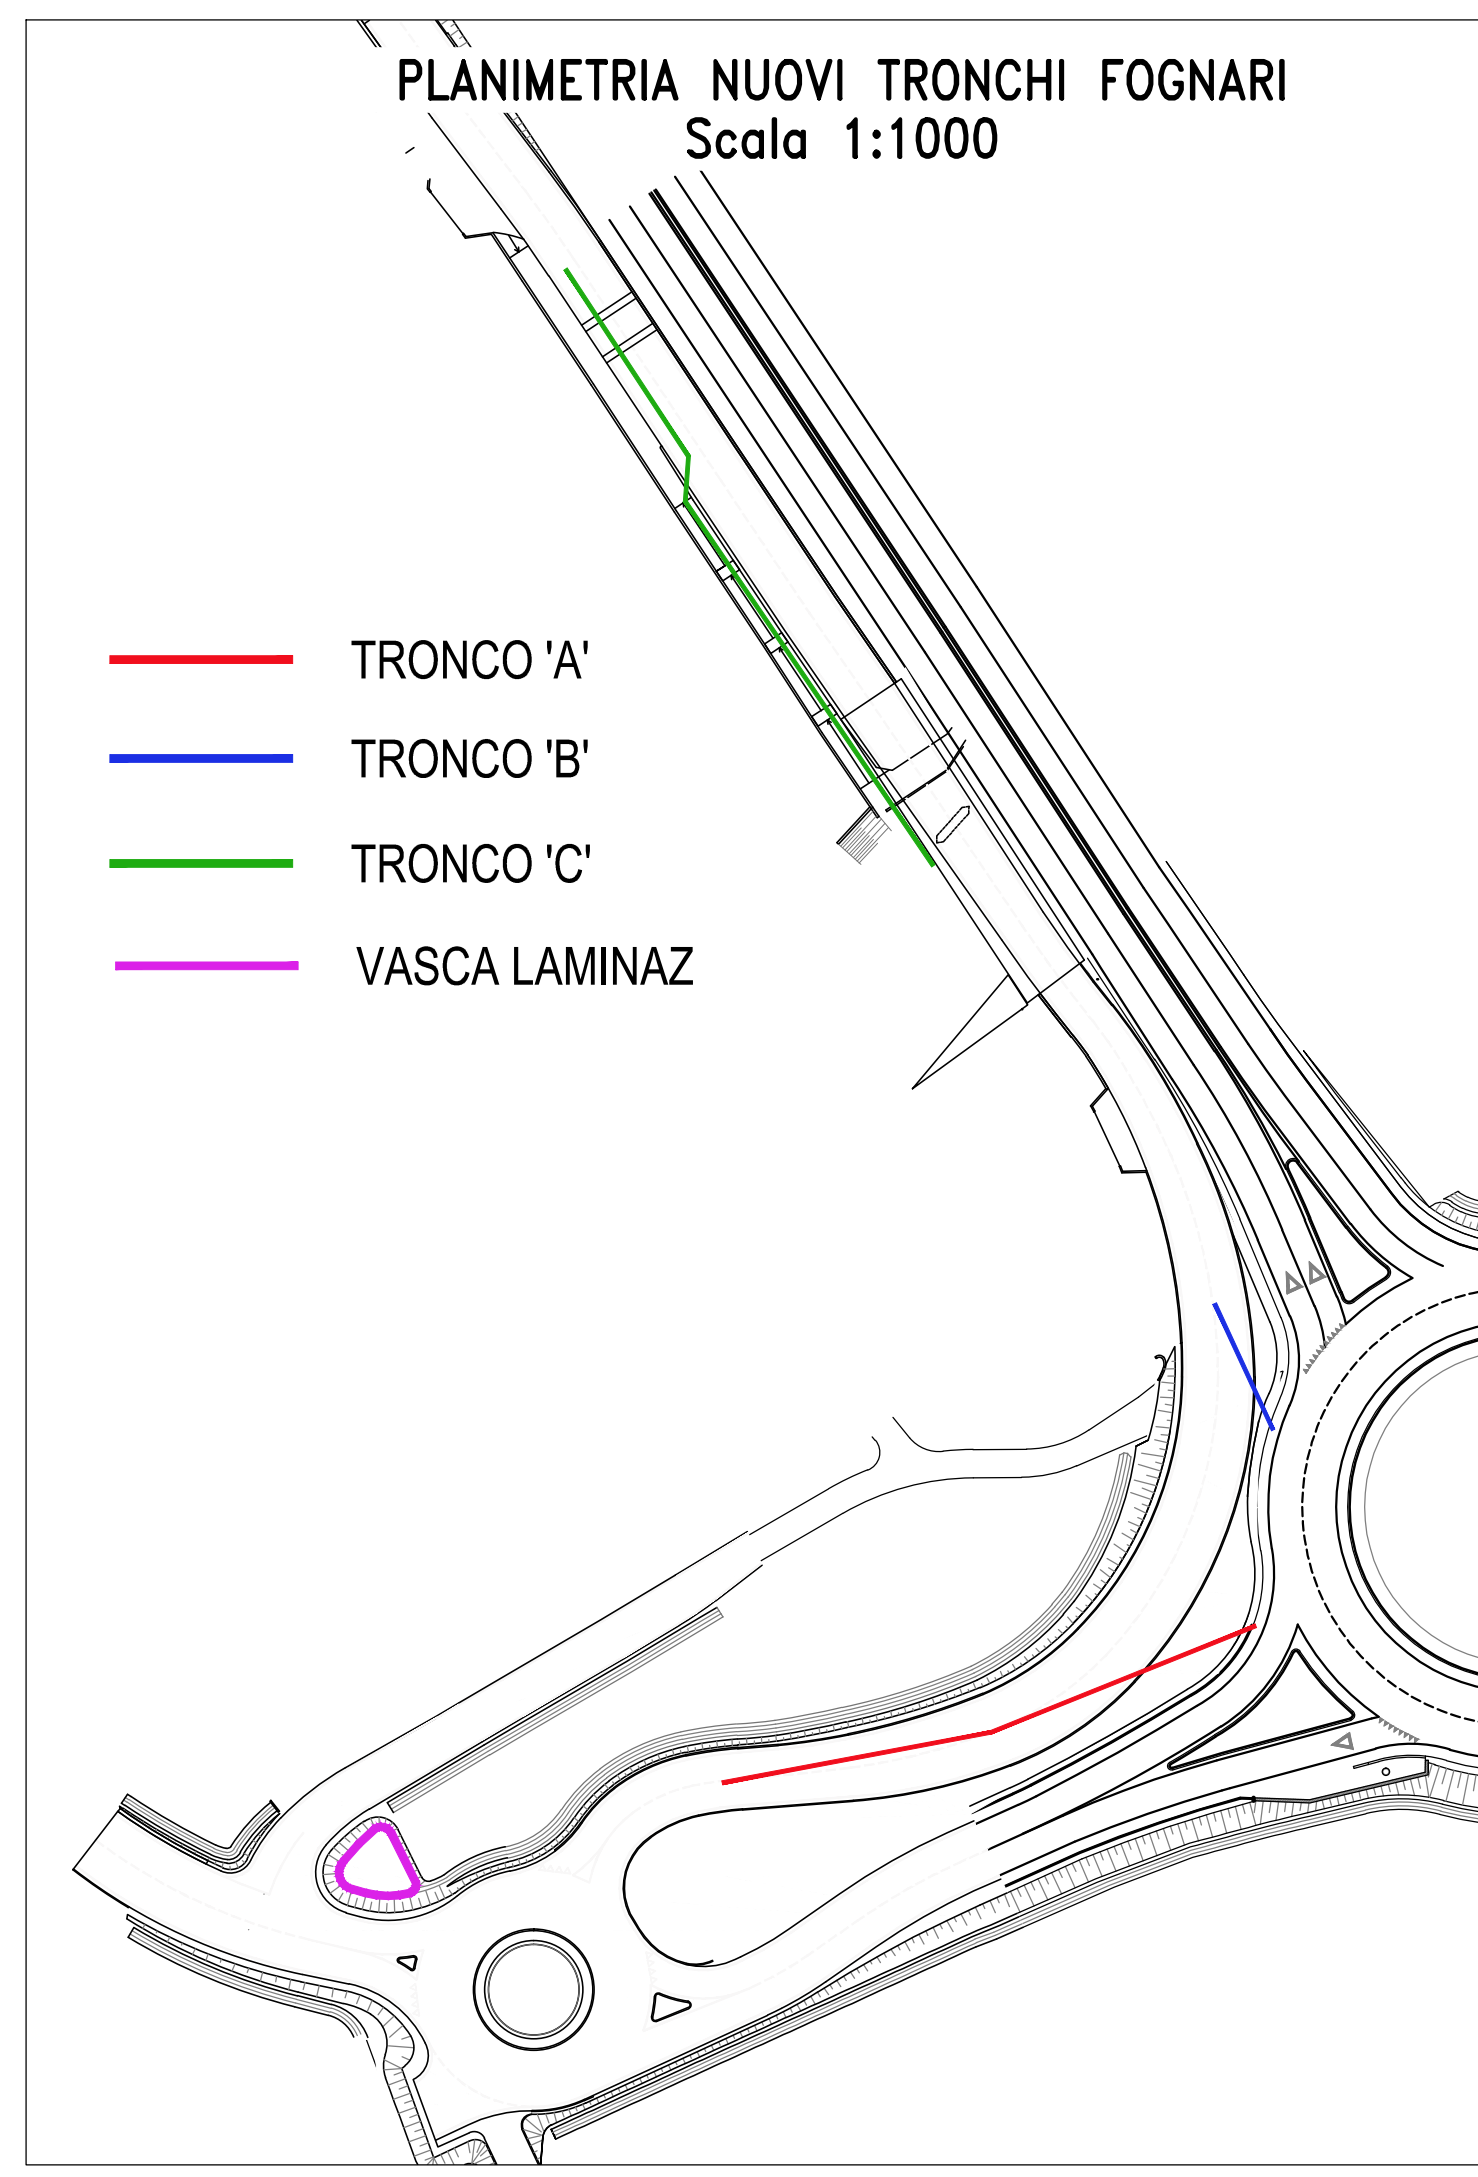 PLANIMETRIA NUOVI TRONCHI FOGNARI
Scala 1:1000
TRONCO 'A'
TRONCO 'B'
TRONCO 'C'
VASCA LAMINAZ